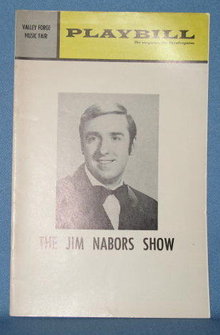 VALLEY FORGE
MUSIC FAIR
PLAYBILL
THE JIM NABORS SHOW